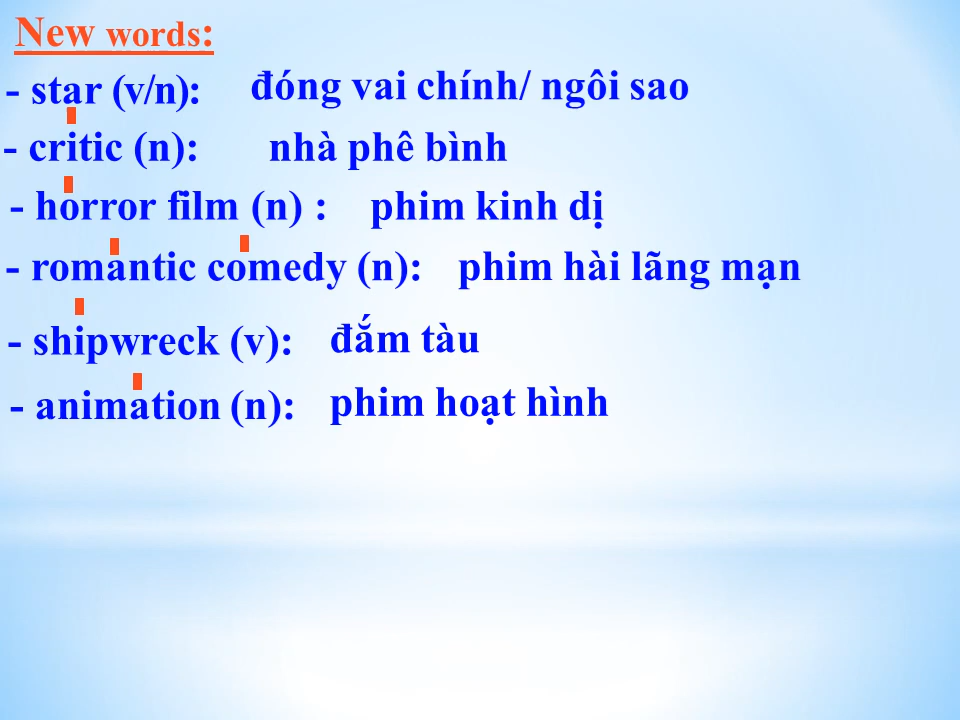 New words:
- star (v/n): đóng vai chính/ ngôi sao
- critic (n): nhà phê bình
- horror film (n) : phim kinh dị
- romantic comedy (n): phim hài lãng mạn
- shipwreck (v): đắm tàu
- animation (n): phim hoạt hình